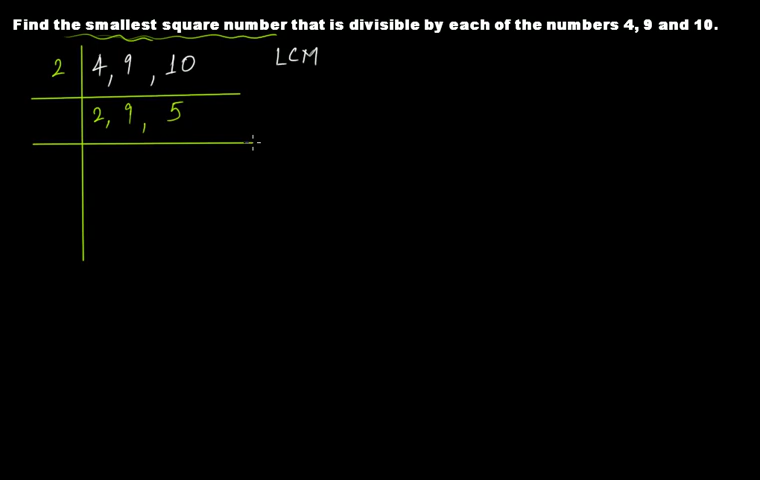 Find the smallest square number that is divisible by each of the numbers 4, 9 and 10.
2 4, 9, 10 LCM
2, 9, 5